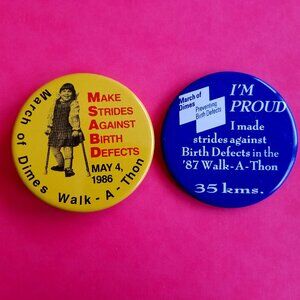 MAKE
STRIDES
AGAINST
BIRTH
DEFECTS
MAY 4,
1986
March of Dimes Walk-A-Thon
March of
Dimes
Preventing
Birth Defects
I'M
PROUD
I made
strides against
Birth Defects in the
'87 Walk-A-Thon
35 kms.